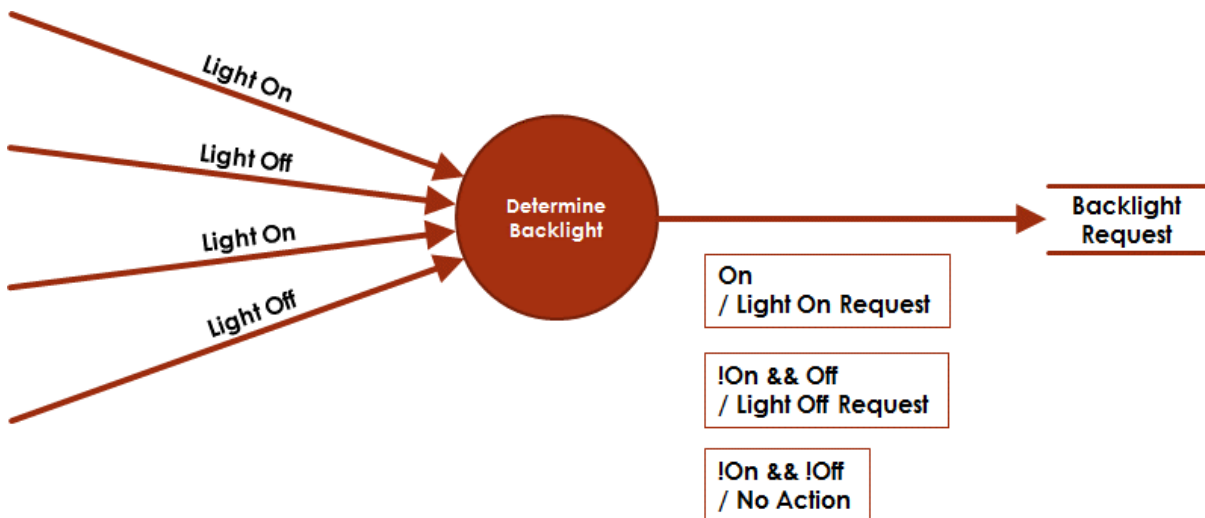 Light On
Light Off
Light On
Light Off
Determine
Backlight
Backlight
Request
On
/ Light On Request
!On && Off
/ Light Off Request
!On && !Off
/ No Action